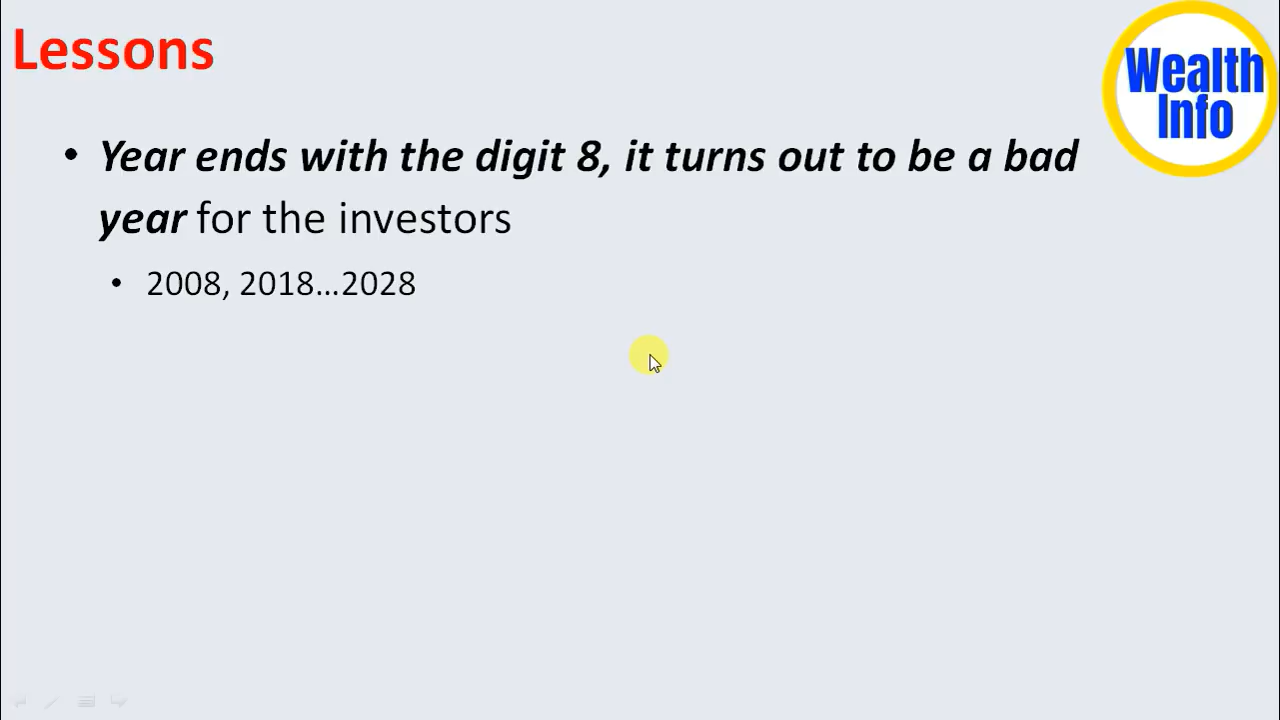 Lessons
Wealth
Info
• Year ends with the digit 8, it turns out to be a bad
year for the investors
• 2008, 2018...2028